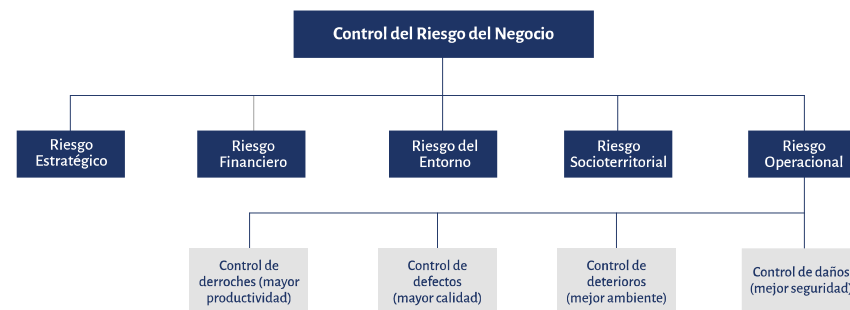 Control del Riesgo del Negocio
Riesgo
Estratégico
Riesgo
Financiero
Riesgo del
Entorno
Riesgo
Socioterritorial
Riesgo
Operacional
Control de
derroches (mayor
productividad)
Control de
defectos
(mayor calidad)
Control de
deterioros
(mejor ambiente)
Control de daños
(mejor seguridad)